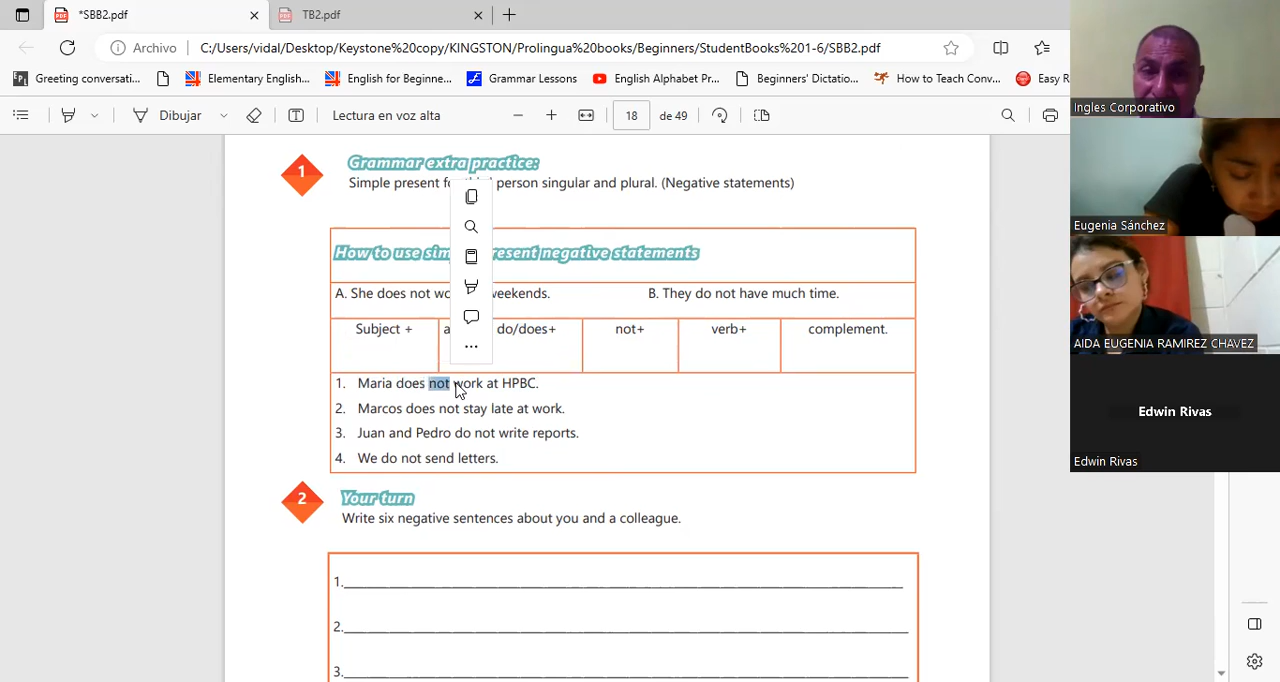 *SBB2.pdf
TB2.pdf
Archivo
C:/Users/vidal/Desktop/Keystone%20copy/KINGSTON/Prolingua%20books/Beginners/StudentBooks%201-6/SBB2.pdf
Greeting conversati...
Elementary English...
English for Beginne...
Grammar Lessons
English Alphabet Pr...
Beginners' Dictatio...
How to Teach Conv...
Easy R
Dibujar
Lectura en voz alta
18
de 49
1
Grammar extra practice:
Simple present f person singular and plural. (Negative statements)
How to use sim resent negative statements
A. She does not wo weekends.
B. They do not have much time.
Subject +
a do/does+
not+
verb+
complement.
1. Maria does not work at HPBC.
2. Marcos does not stay late at work.
3. Juan and Pedro do not write reports.
4. We do not send letters.
2
Your turn
Write six negative sentences about you and a colleague.
1.
2.
3.
Ingles Corporativo
Eugenia Sánchez
AIDA EUGENIA RAMIREZ CHAVEZ
Edwin Rivas
Edwin Rivas